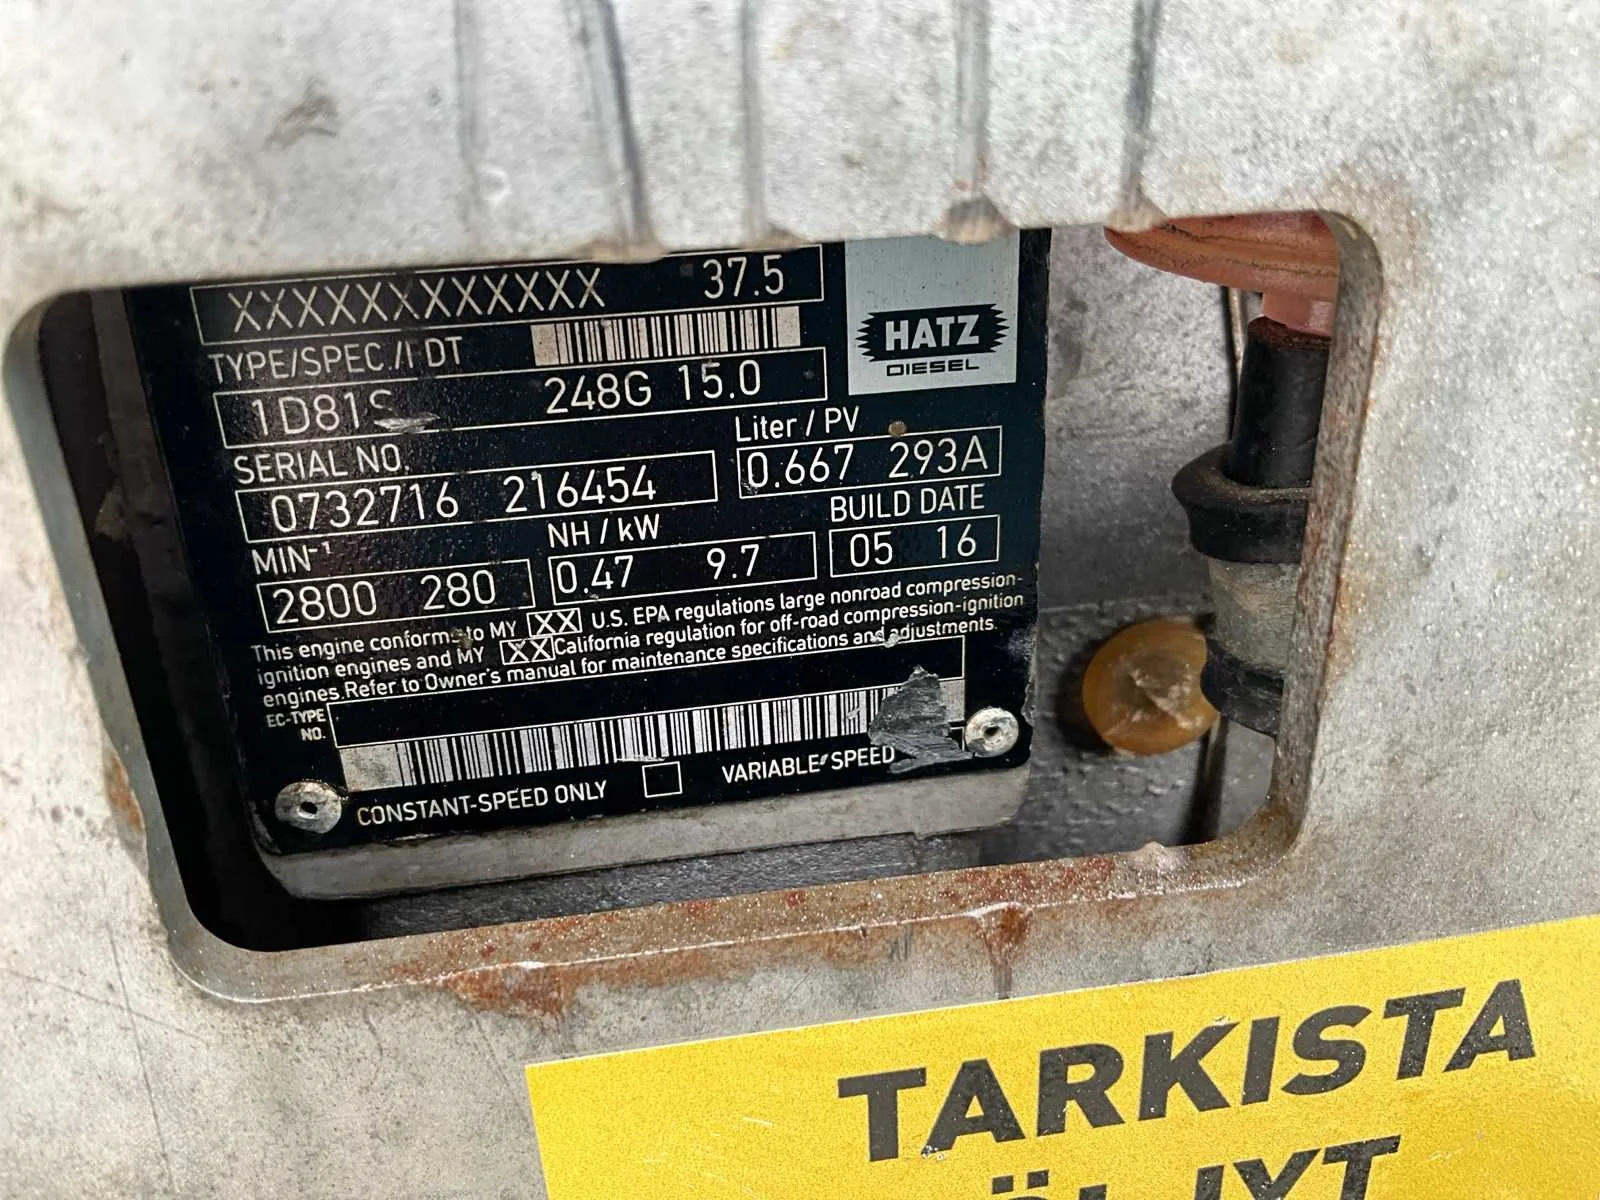 XXXXXXXXXXXXX 37.5
TYPE/SPEC./I DT
1D81S 248G 15.0
HATZ
DIESEL
SERIAL NO.
0732716 216454
Liter / PV
0.667 293A
MIN⁻¹
2800 280
NH / kW
0.47 9.7
BUILD DATE
05 16
This engine conforms to MY XX U.S. EPA regulations large nonroad compression-
ignition engines and MY XX California regulation for off-road compression-ignition
engines. Refer to Owner's manual for maintenance specifications and adjustments.
EC-TYPE
NO.
CONSTANT-SPEED ONLY
VARIABLE SPEED
TARKISTA